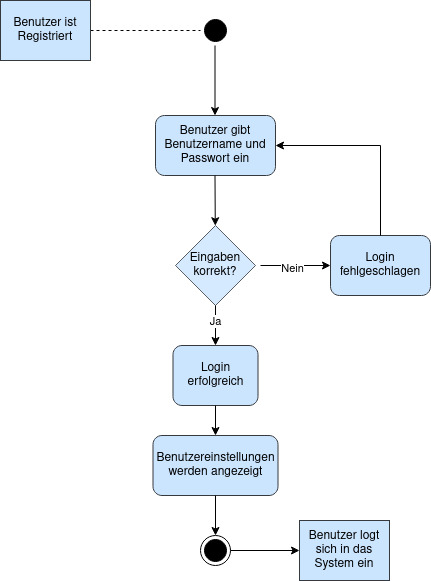 Benutzer ist
Registriert
Benutzer gibt
Benutzername und
Passwort ein
Eingaben
korrekt?
Nein
Login
fehlgeschlagen
Ja
Login
erfolgreich
Benutzereinstellungen
werden angezeigt
Benutzer logt
sich in das
System ein